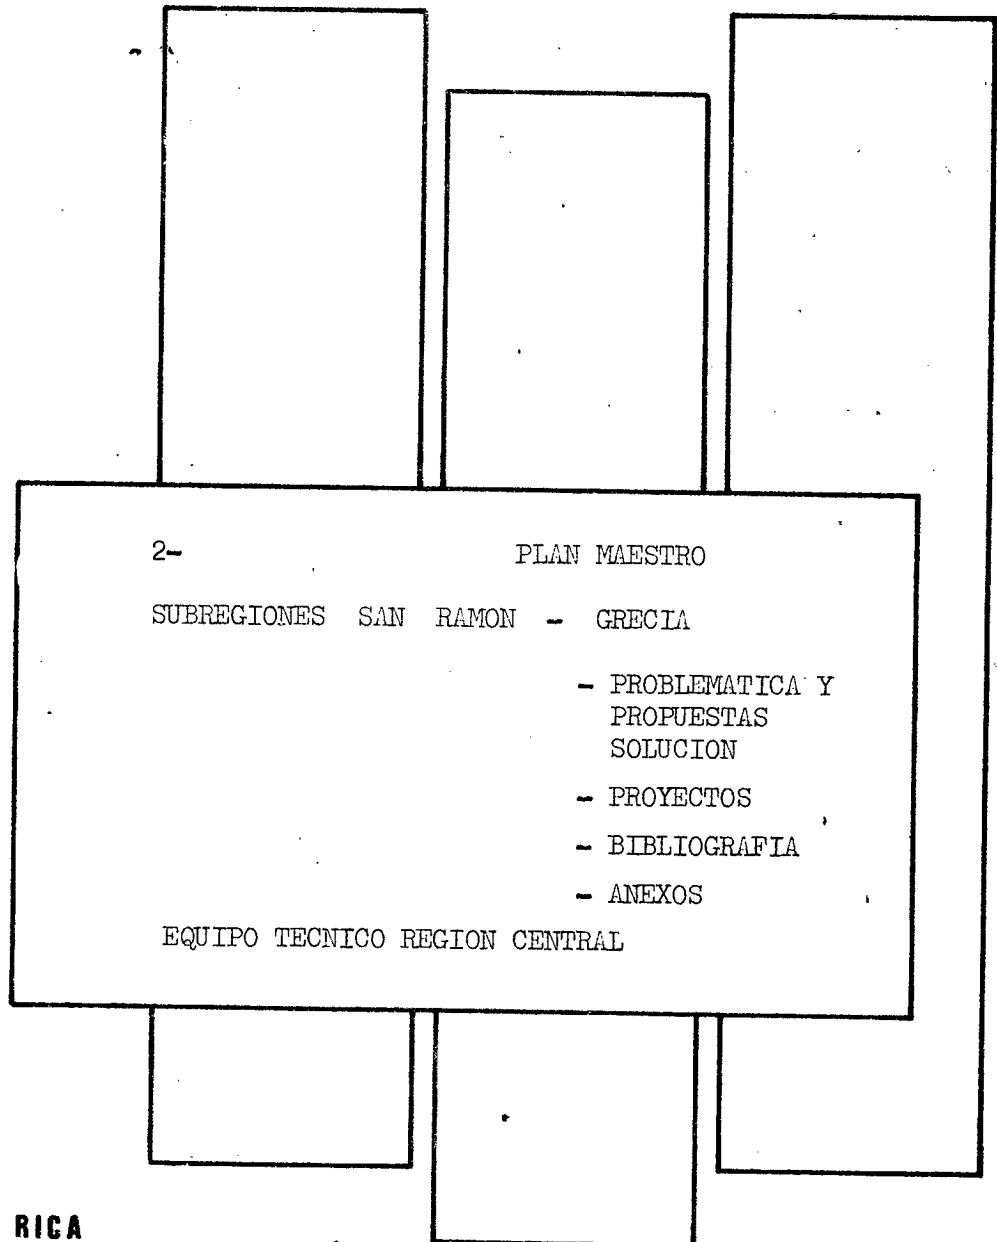 2- PLAN MAESTRO
SUBREGIONES SAN RAMON - GRECIA
- PROBLEMATICA Y
PROPUESTAS
SOLUCION
- PROYECTOS
- BIBLIOGRAFIA
- ANEXOS
EQUIPO TECNICO REGION CENTRAL
RICA